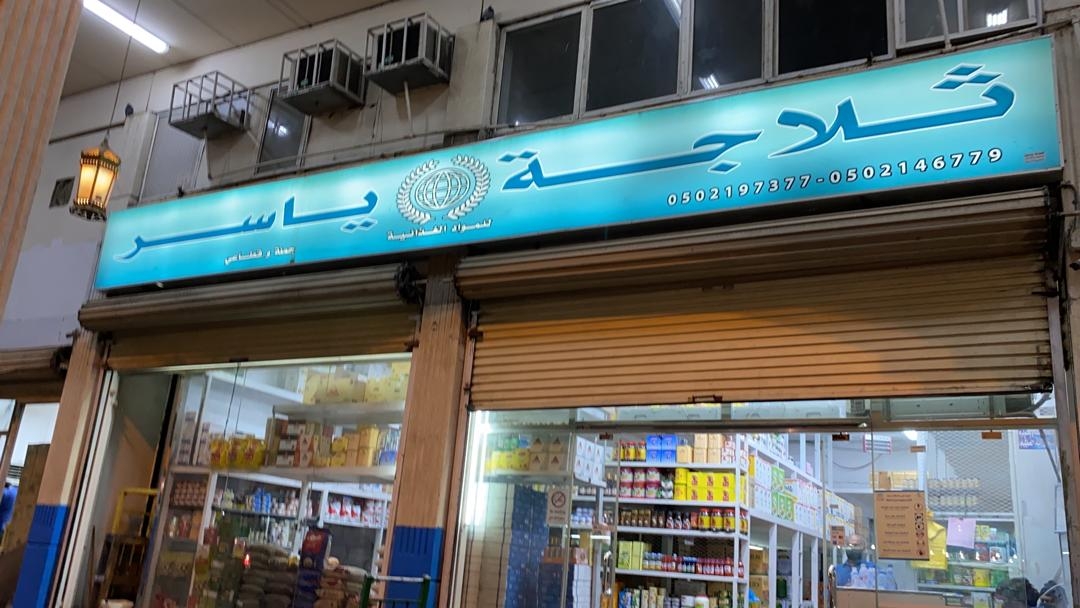 ثلاجة ياسر
للمواد الغذائية
جملة و قطاعي
0502197377-0502146779